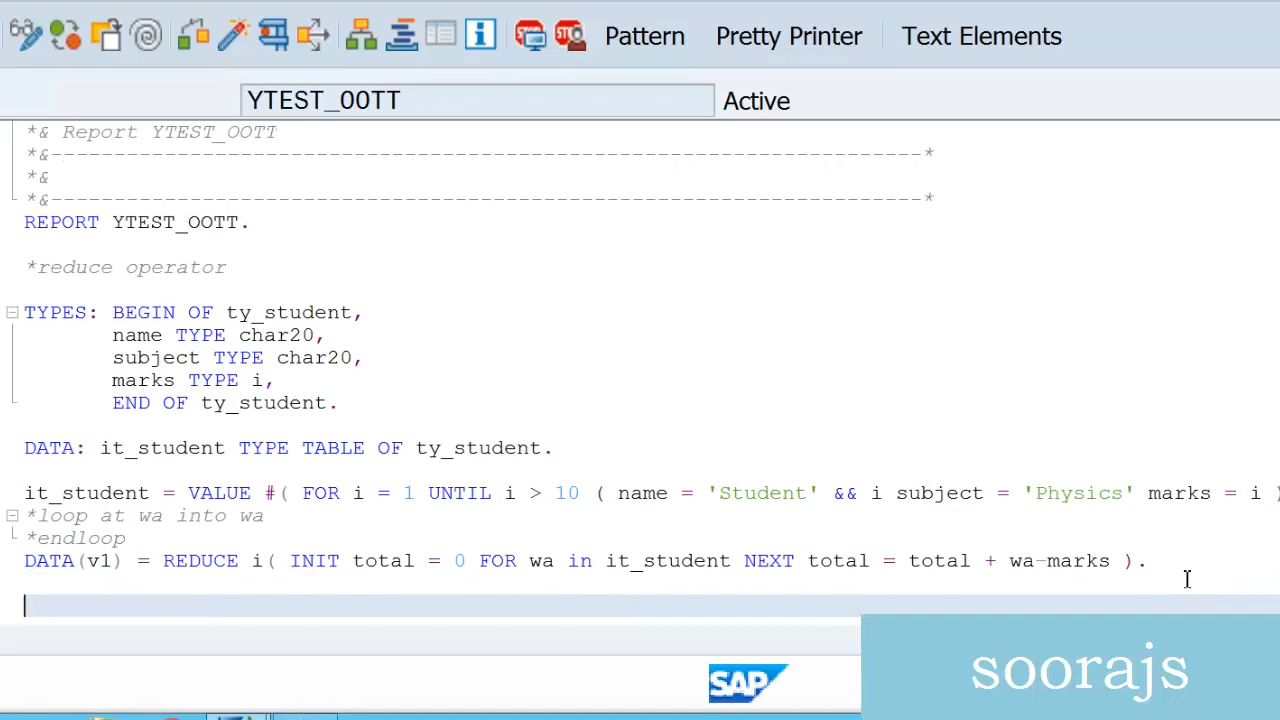 Pattern Pretty Printer Text Elements
YTEST_OOTT Active
*& Report YTEST_OOTT
*&---------------------------------------------------------------------*
*&
*&---------------------------------------------------------------------*
REPORT YTEST_OOTT.
*reduce operator
TYPES: BEGIN OF ty_student,
name TYPE char20,
subject TYPE char20,
marks TYPE i,
END OF ty_student.
DATA: it_student TYPE TABLE OF ty_student.
it_student = VALUE #( FOR i = 1 UNTIL i > 10 ( name = 'Student' && i subject = 'Physics' marks = i )
*loop at wa into wa
*endloop
DATA(v1) = REDUCE i( INIT total = 0 FOR wa in it_student NEXT total = total + wa-marks ).
SAP
soorajs